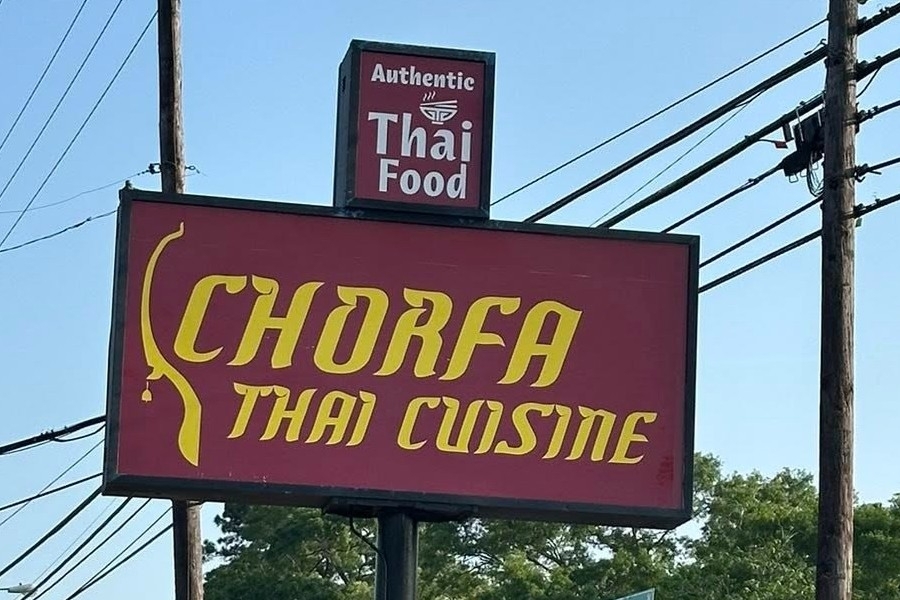 Authentic
Thai
Food
CHORFA
THAI CUISINE